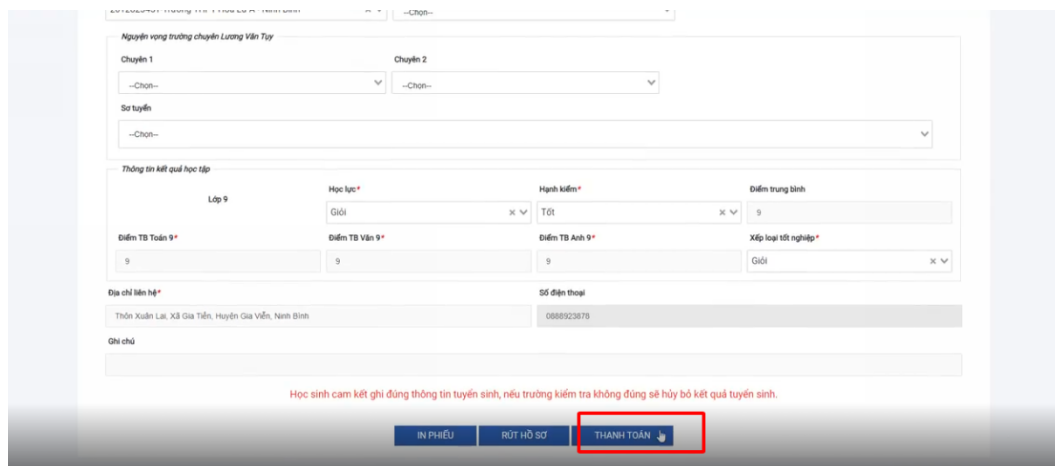 --Chọn--
Nguyện vọng trường chuyên Lương Văn Tụy
Chuyên 1 Chuyên 2
--Chọn-- --Chọn--
Sơ tuyển
--Chọn--
Thông tin kết quả học tập
Lớp 9
Học lực* Hạnh kiểm* Điểm trung bình
Giỏi Tốt 9
Điểm TB Toán 9* Điểm TB Văn 9* Điểm TB Anh 9* Xếp loại tốt nghiệp*
9 9 9 Giỏi
Địa chỉ liên hệ* Số điện thoại
Thôn Xuân Lai, Xã Gia Tiến, Huyện Gia Viễn, Ninh Bình 0888923878
Ghi chú
Học sinh cam kết ghi đúng thông tin tuyển sinh, nếu trường kiểm tra không đúng sẽ hủy bỏ kết quả tuyển sinh.
IN PHIẾU RÚT HỒ SƠ THANH TOÁN